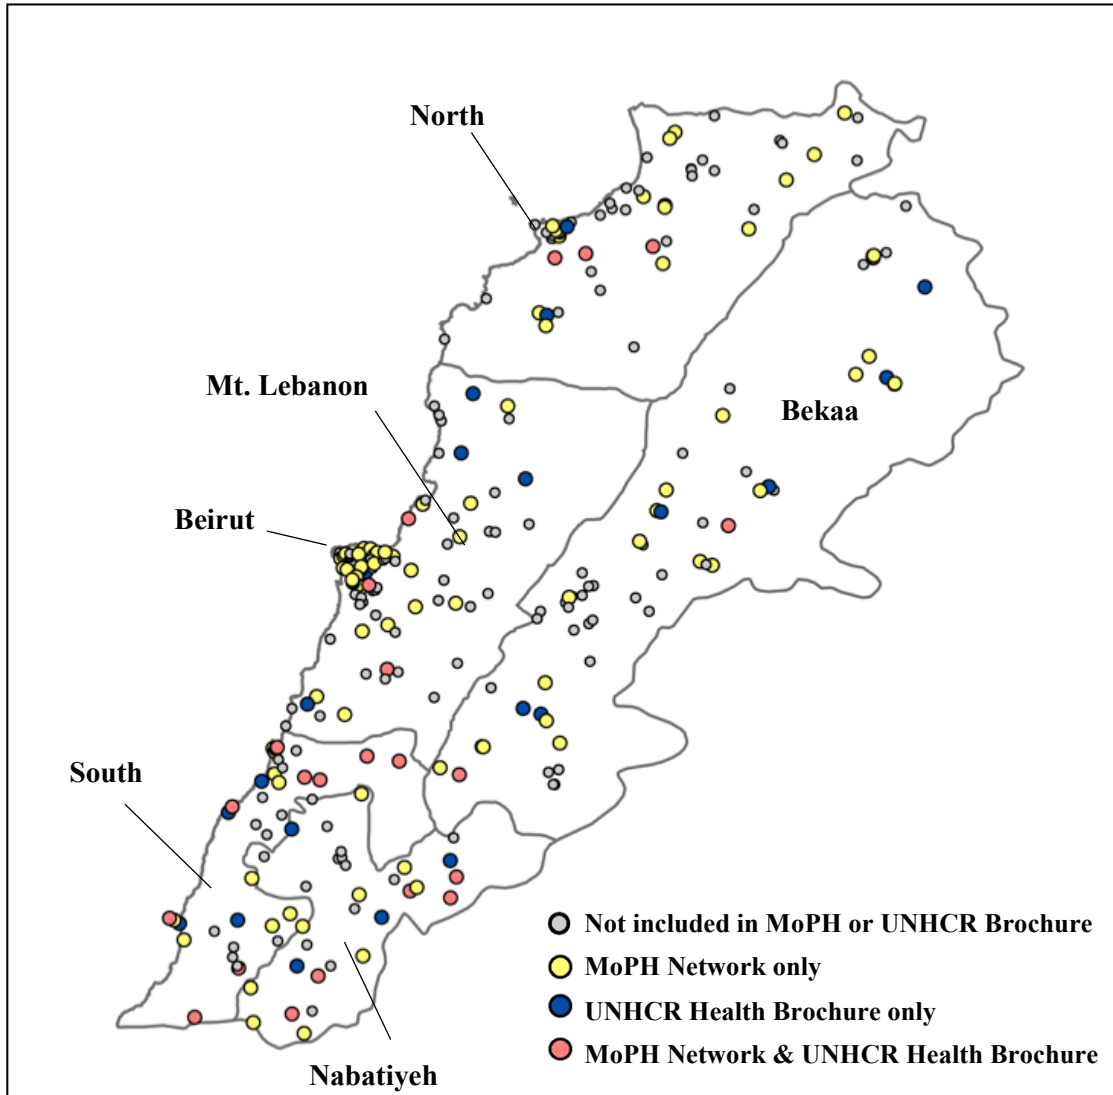 North
Mt. Lebanon
Bekaa
Beirut
South
Not included in MoPH or UNHCR Brochure
MoPH Network only
UNHCR Health Brochure only
MoPH Network & UNHCR Health Brochure
Nabatiyeh